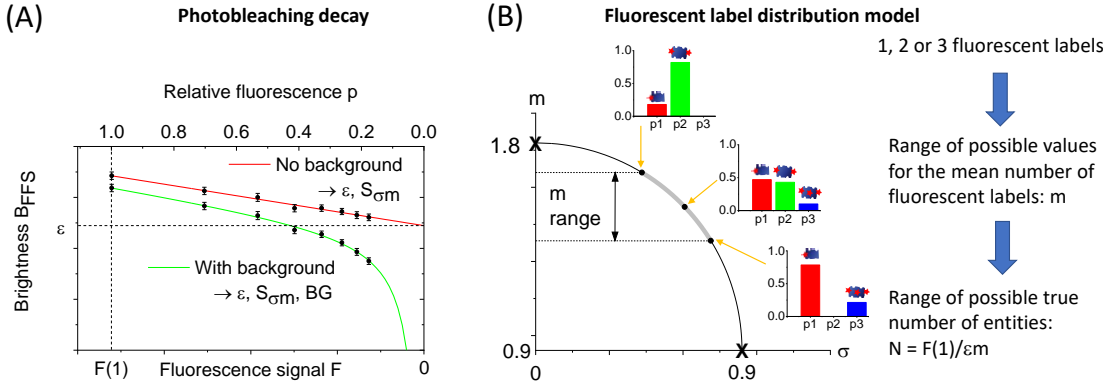 (A)
Photobleaching decay
Relative fluorescence p
1.0 0.8 0.6 0.4 0.2 0.0
No background
→ ε, Sσm
Brightness BFFS
ε
With background
→ ε, Sσm, BG
F(1)
Fluorescence signal F
0
(B)
Fluorescent label distribution model
m
1.8
0.9
0
0.9
σ
m
range
1.0
0.5
0.0
p1 p2 p3
1.0
0.5
0.0
p1 p2 p3
1.0
0.5
0.0
p1 p2 p3
1, 2 or 3 fluorescent labels
Range of possible values
for the mean number of
fluorescent labels: m
Range of possible true
number of entities:
N = F(1)/εm